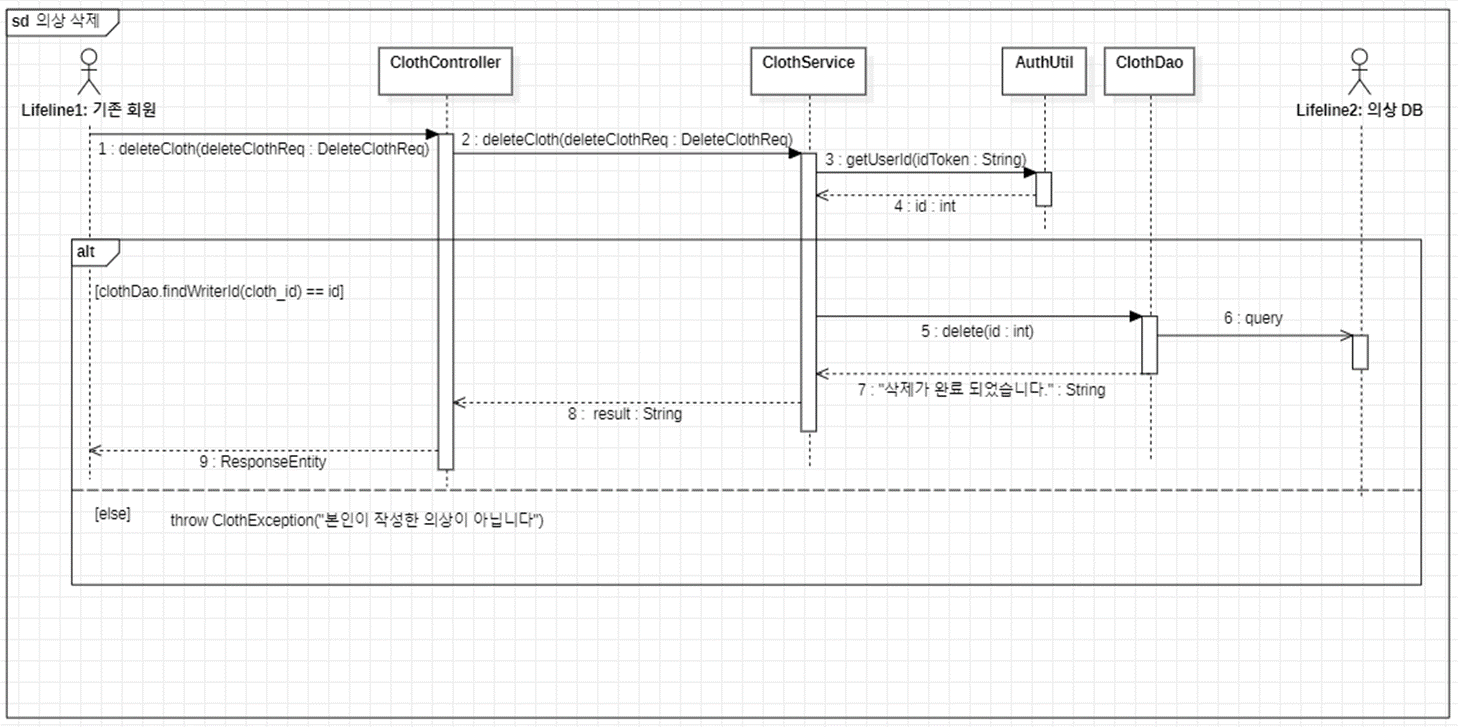 sd 의상 삭제
Lifeline1: 기존 회원
ClothController
ClothService
AuthUtil
ClothDao
Lifeline2: 의상 DB
1 : deleteCloth(deleteClothReq : DeleteClothReq)
2 : deleteCloth(deleteClothReq : DeleteClothReq)
3 : getUserId(idToken : String)
4 : id : int
alt
[clothDao.findWriterId(cloth_id) == id]
5 : delete(id : int)
6 : query
7 : "삭제가 완료 되었습니다." : String
8 : result : String
9 : ResponseEntity
[else]
throw ClothException("본인이 작성한 의상이 아닙니다")